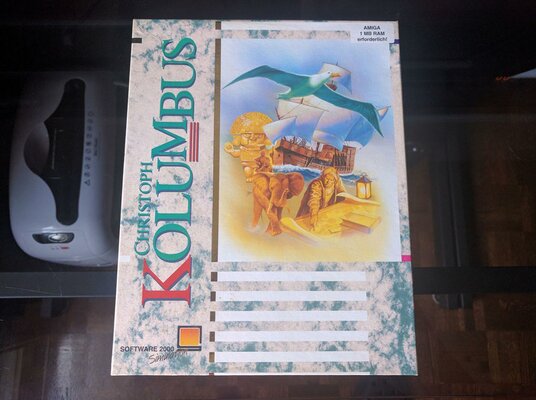 AMIGA
1 MB RAM
erforderlich!
CHRISTOPH
KOLUMBUS
SOFTWARE 2000